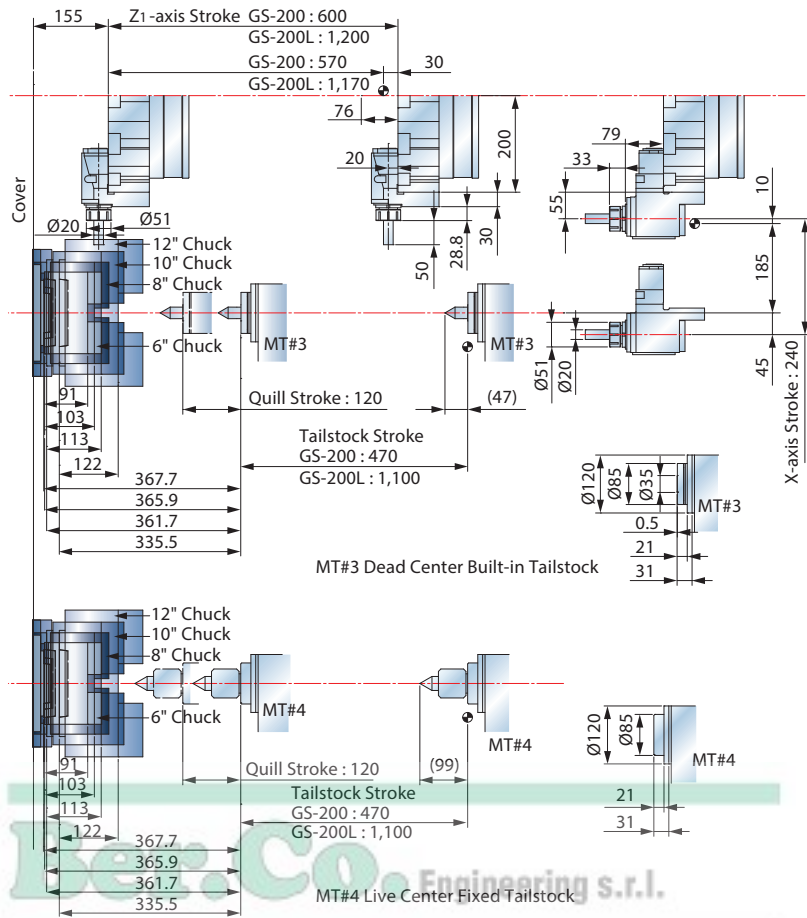 155
Z1-axis Stroke GS-200 : 600
GS-200L : 1,200
GS-200 : 570
GS-200L : 1,170
30
76
20
200
30
28.8
50
79
33
55
10
185
45
X-axis Stroke : 240
Cover
Ø20
Ø51
12" Chuck
10" Chuck
8" Chuck
6" Chuck
MT#3
MT#3
Ø51
Ø20
91
103
113
122
Quill Stroke : 120
(47)
Tailstock Stroke
GS-200 : 470
GS-200L : 1,100
367.7
365.9
361.7
335.5
Ø120
Ø85
Ø35
MT#3
0.5
21
31
MT#3 Dead Center Built-in Tailstock
12" Chuck
10" Chuck
8" Chuck
6" Chuck
MT#4
MT#4
91
103
113
122
Quill Stroke : 120
(99)
Tailstock Stroke
GS-200 : 470
GS-200L : 1,100
367.7
365.9
361.7
335.5
Ø120
Ø85
MT#4
21
31
Ber.Co. Engineering s.r.l.
MT#4 Live Center Fixed Tailstock